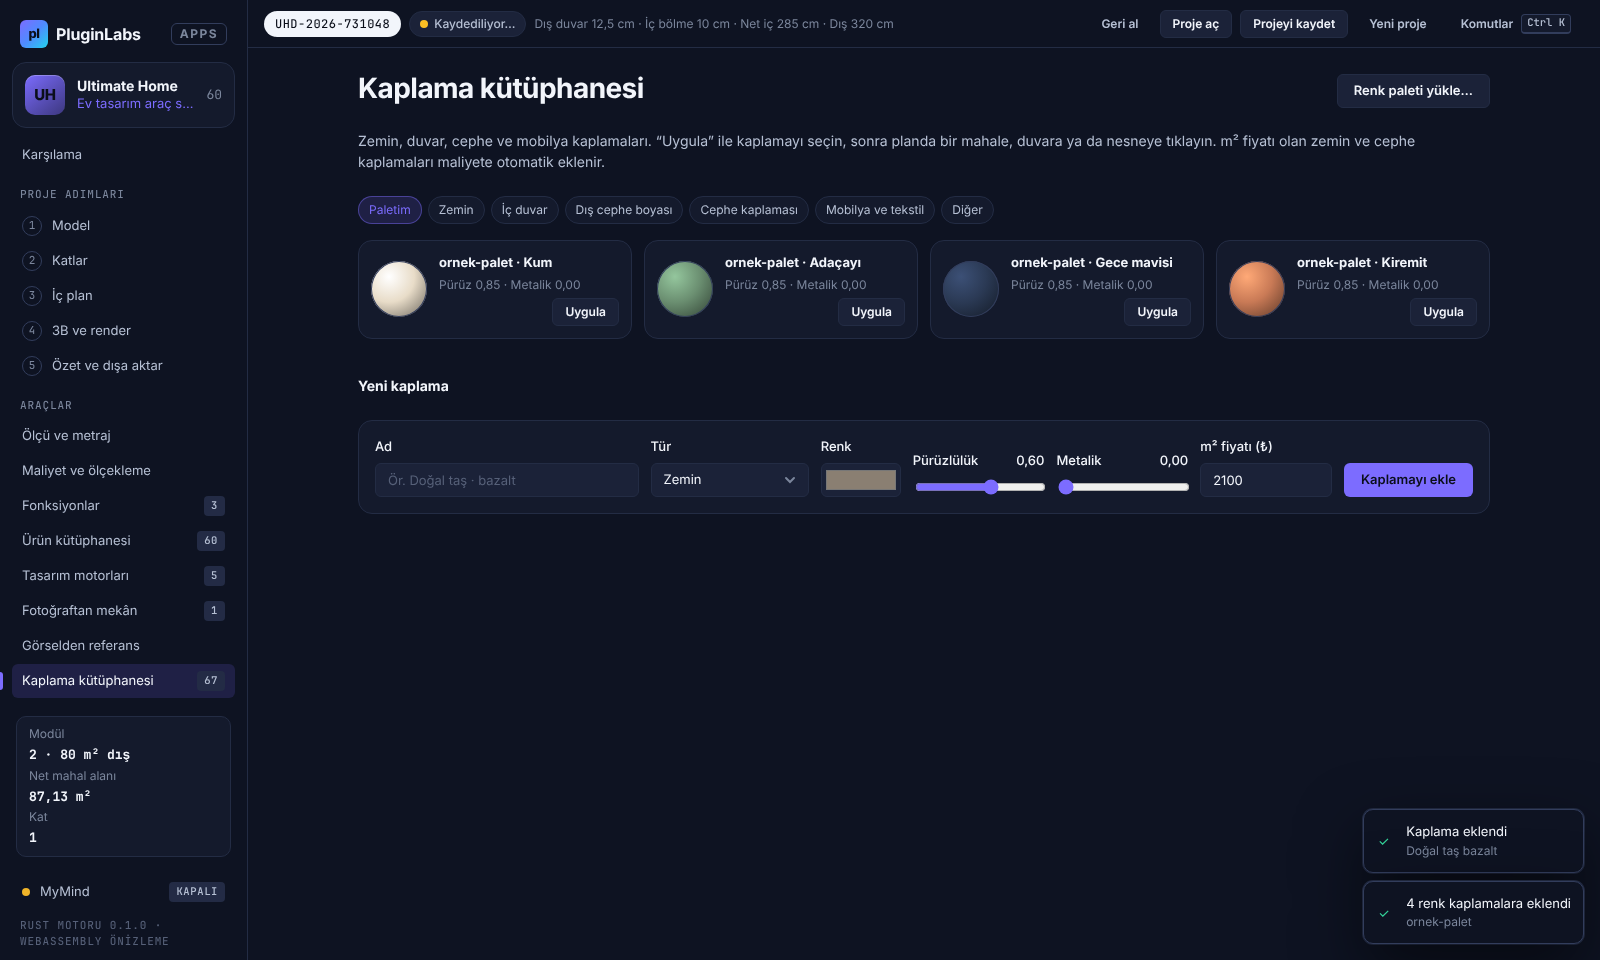 pl PluginLabs APPS
UH Ultimate Home 60
Ev tasarım araç s...
Karşılama
PROJE ADIMLARI
1 Model
2 Katlar
3 İç plan
4 3B ve render
5 Özet ve dışa aktar
ARAÇLAR
Ölçü ve metraj
Maliyet ve ölçekleme
Fonksiyonlar 3
Ürün kütüphanesi 60
Tasarım motorları 5
Fotoğraftan mekân 1
Görselden referans
Kaplama kütüphanesi 67
Modül
2 · 80 m² dış
Net mahal alanı
87,13 m²
Kat
1
MyMind KAPALI
RUST MOTORU 0.1.0 ·
WEBASSEMBLY ÖNİZLEME
UHD-2026-731048 Kaydediliyor... Dış duvar 12,5 cm · İç bölme 10 cm · Net iç 285 cm · Dış 320 cm Geri al Proje aç Projeyi kaydet Yeni proje Komutlar Ctrl K
Kaplama kütüphanesi Renk paleti yükle...
Zemin, duvar, cephe ve mobilya kaplamaları. “Uygula” ile kaplamayı seçin, sonra planda bir mahale, duvara ya da nesneye tıklayın. m² fiyatı olan zemin ve cephe
kaplamaları maliyete otomatik eklenir.
Paletim Zemin İç duvar Dış cephe boyası Cephe kaplaması Mobilya ve tekstil Diğer
ornek-palet · Kum
Pürüz 0,85 · Metalik 0,00
Uygula
ornek-palet · Adaçayı
Pürüz 0,85 · Metalik 0,00
Uygula
ornek-palet · Gece mavisi
Pürüz 0,85 · Metalik 0,00
Uygula
ornek-palet · Kiremit
Pürüz 0,85 · Metalik 0,00
Uygula
Yeni kaplama
Ad
Ör. Doğal taş · bazalt
Tür
Zemin
Renk
Pürüzlülük 0,60
Metalik 0,00
m² fiyatı (₺)
2100
Kaplamayı ekle
Kaplama eklendi
Doğal taş bazalt
4 renk kaplamalara eklendi
ornek-palet